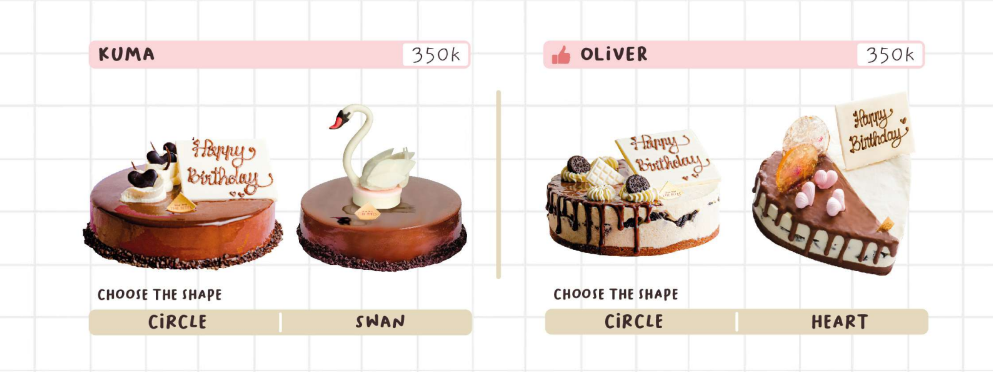 KUMA
350k
Happy
Birthday
CHOOSE THE SHAPE
CIRCLE
SWAN
OLIVER
350k
Happy
Birthday
Happy
Birthday
CHOOSE THE SHAPE
CIRCLE
HEART